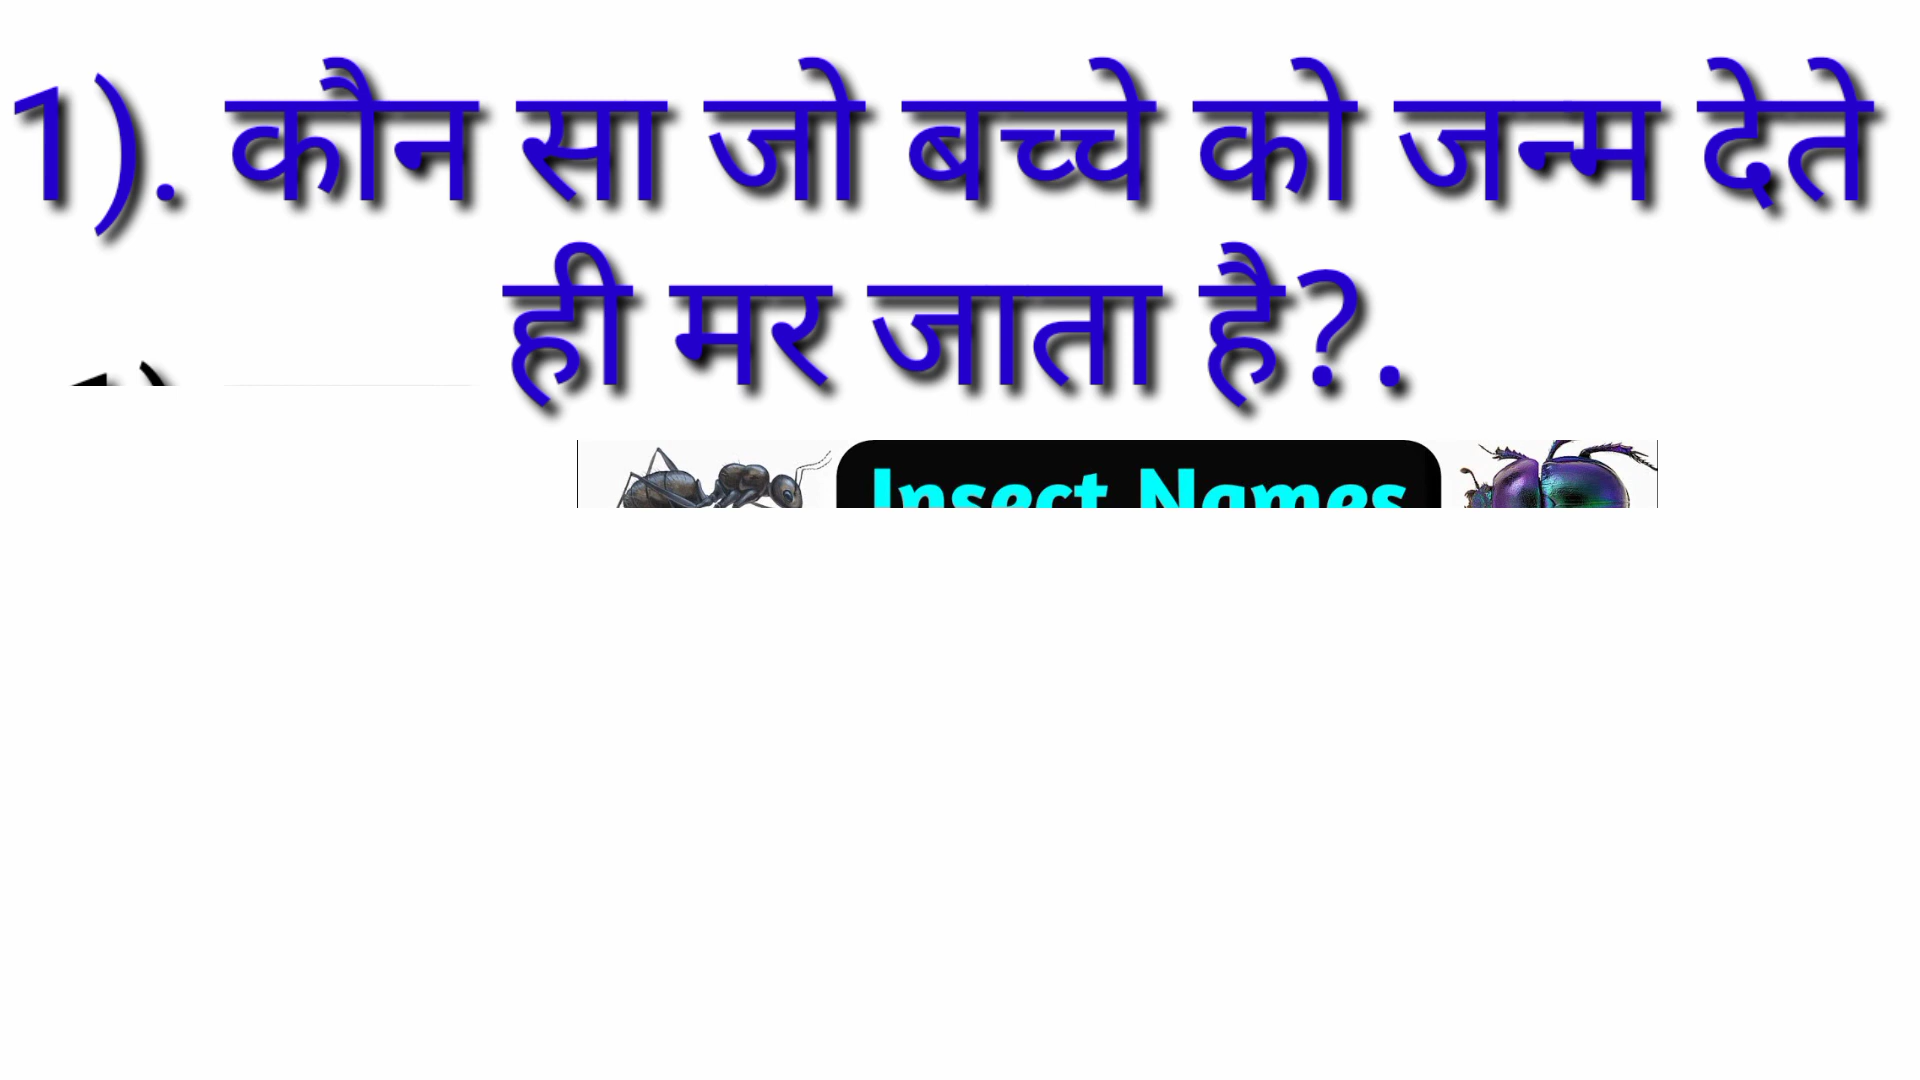 1). कौन सा जो बच्चे को जन्म देते
ही मर जाता है?.
Insect Names